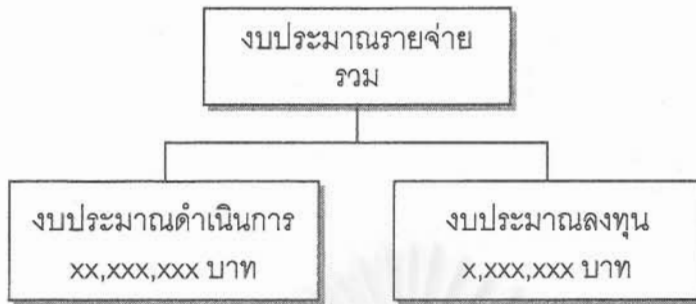 งบประมาณรายจ่าย
รวม
งบประมาณดำเนินการ
xx,xxx,xxx บาท
งบประมาณลงทุน
x,xxx,xxx บาท